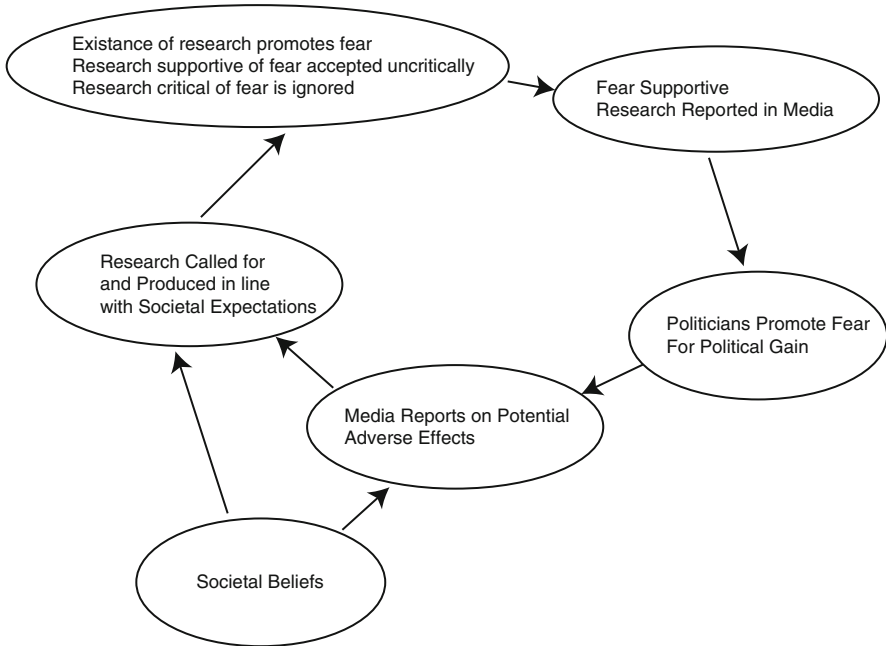 Existance of research promotes fear
Research supportive of fear accepted uncritically
Research critical of fear is ignored
Fear Supportive
Research Reported in Media
Research Called for
and Produced in line
with Societal Expectations
Politicians Promote Fear
For Political Gain
Media Reports on Potential
Adverse Effects
Societal Beliefs